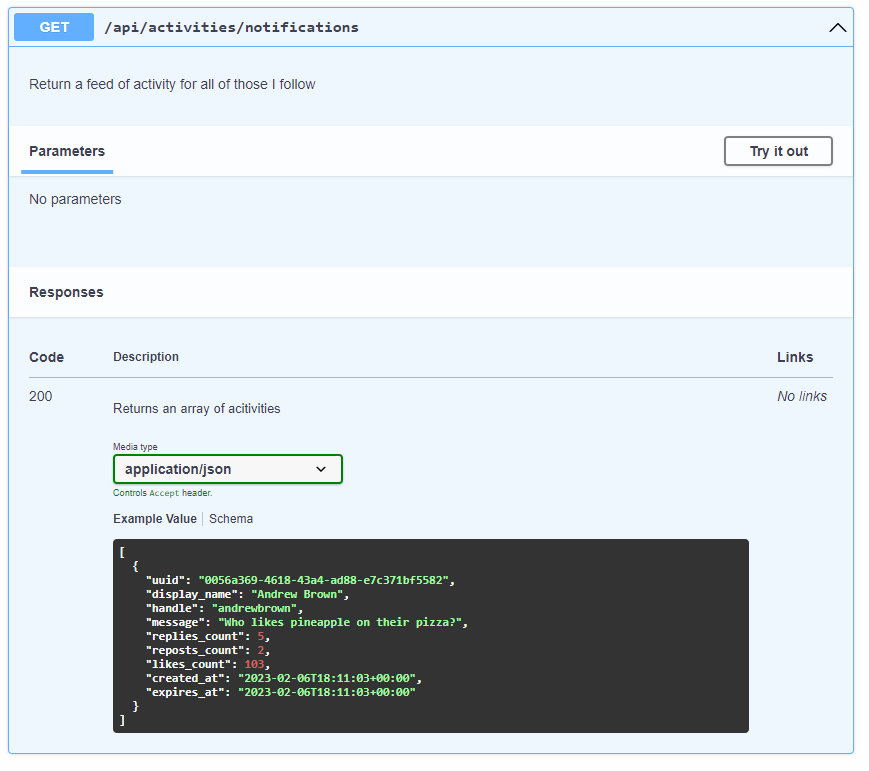 GET /api/activities/notifications
Return a feed of activity for all of those I follow
Parameters
Try it out
No parameters
Responses
Code Description Links
200 No links
Returns an array of acitivities
Media type
application/json
Controls Accept header.
Example Value Schema
[
  {
    "uuid": "0056a369-4618-43a4-ad88-e7c371bf5582",
    "display_name": "Andrew Brown",
    "handle": "andrewbrown",
    "message": "Who likes pineapple on their pizza?",
    "replies_count": 5,
    "reposts_count": 2,
    "likes_count": 103,
    "created_at": "2023-02-06T18:11:03+00:00",
    "expires_at": "2023-02-06T18:11:03+00:00"
  }
]